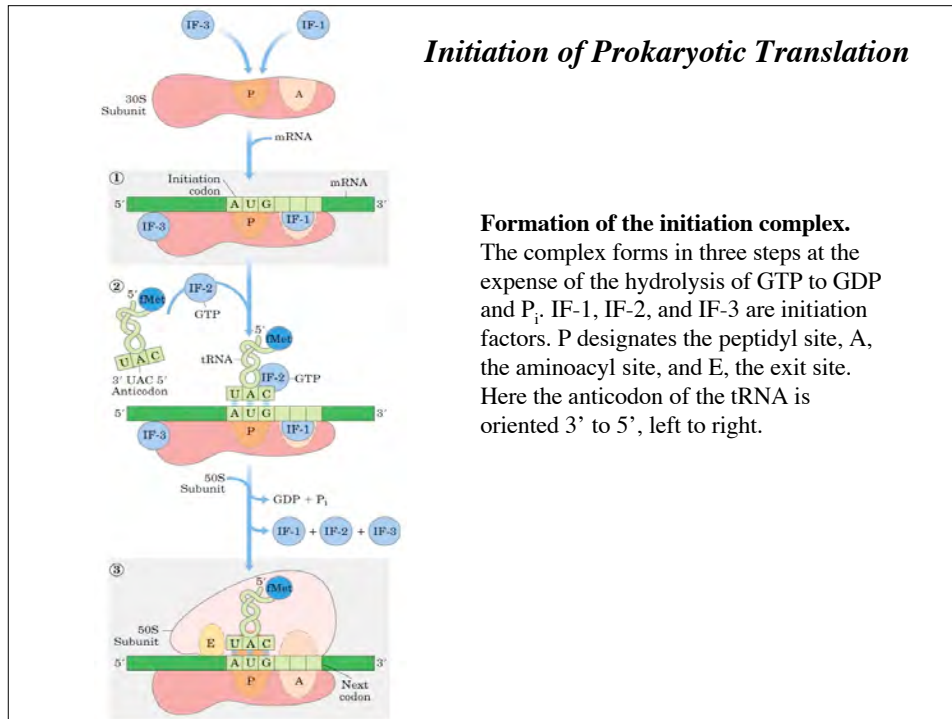 Initiation of Prokaryotic Translation
IF-3
IF-1
P
A
30S
Subunit
mRNA
①
Initiation
codon
mRNA
5′
A U G
3′
IF-3
P
IF-1
②
5′
fMet
IF-2
GTP
U A C
3′ UAC 5′
Anticodon
5′
fMet
tRNA
IF-2
GTP
U A C
5′
A U G
3′
IF-3
P
IF-1
50S
Subunit
GDP + Pi
IF-1 + IF-2 + IF-3
③
5′
fMet
50S
Subunit
E
U A C
5′
A U G
3′
P
A
Next
codon
Formation of the initiation complex.
The complex forms in three steps at the
expense of the hydrolysis of GTP to GDP
and Pi. IF-1, IF-2, and IF-3 are initiation
factors. P designates the peptidyl site, A,
the aminoacyl site, and E, the exit site.
Here the anticodon of the tRNA is
oriented 3’ to 5’, left to right.